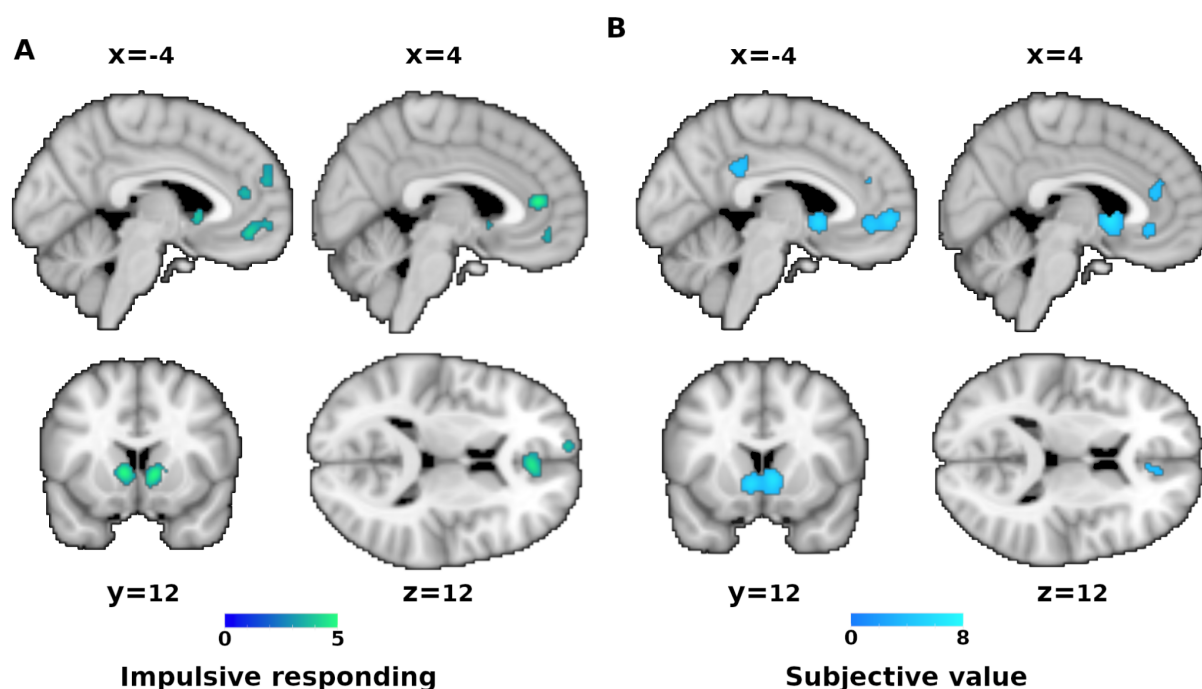 A
x=-4
x=4
B
x=-4
x=4
y=12
z=12
y=12
z=12
0
5
0
8
Impulsive responding
Subjective value